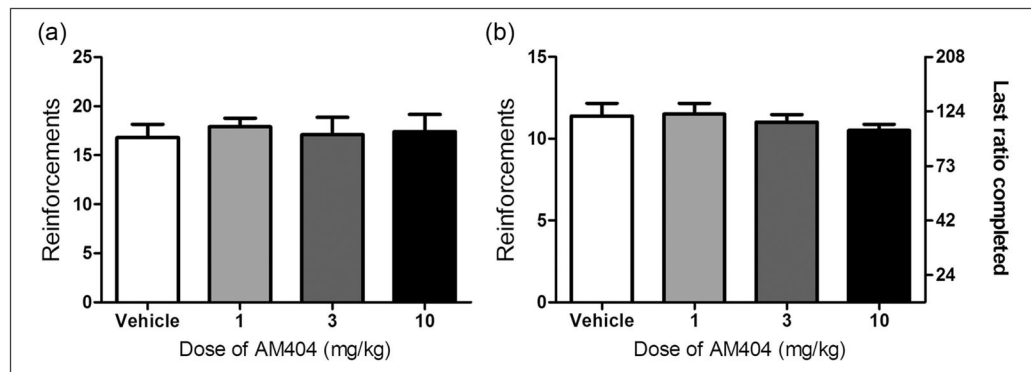 (a)
Reinforcements
25
20
15
10
5
0
Vehicle
1
3
10
Dose of AM404 (mg/kg)
(b)
Reinforcements
15
10
5
0
Vehicle
1
3
10
Dose of AM404 (mg/kg)
208
124
73
42
24
Last ratio completed